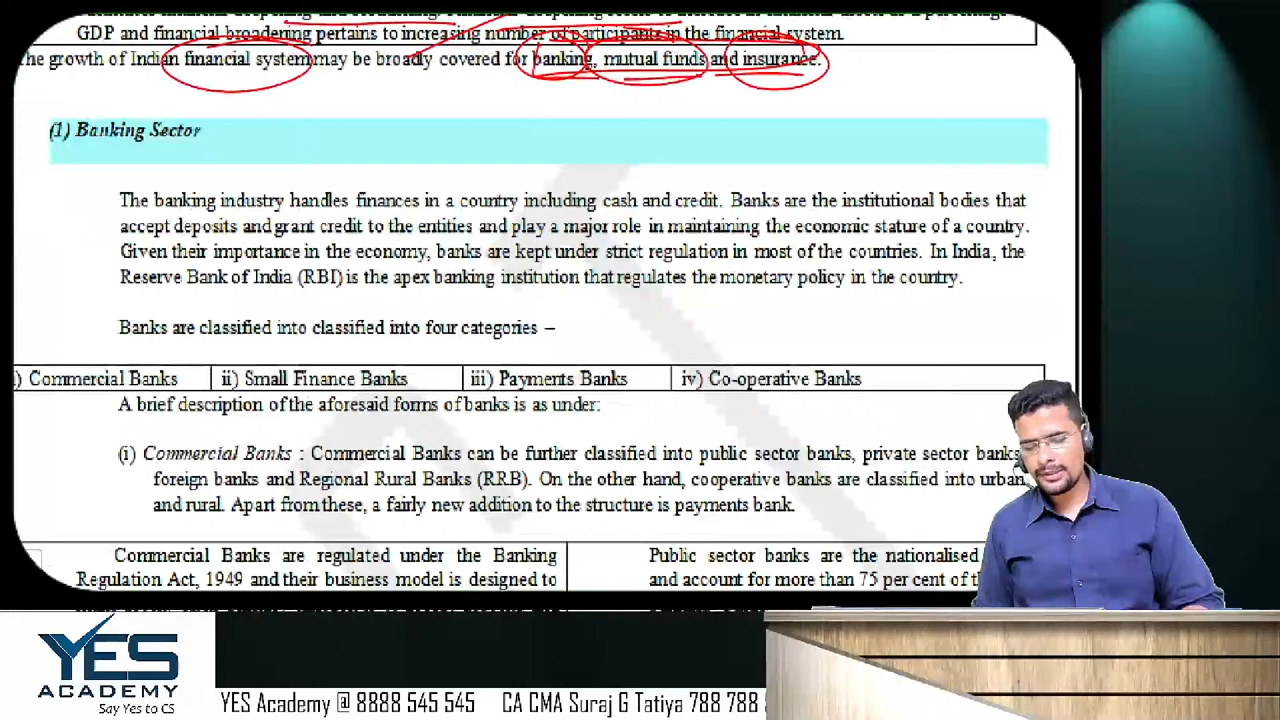 GDP and financial broadening pertains to increasing number of participants in the financial system.
he growth of Indian financial system may be broadly covered for banking, mutual funds and insurance.
(1) Banking Sector
The banking industry handles finances in a country including cash and credit. Banks are the institutional bodies that
accept deposits and grant credit to the entities and play a major role in maintaining the economic stature of a country.
Given their importance in the economy, banks are kept under strict regulation in most of the countries. In India, the
Reserve Bank of India (RBI) is the apex banking institution that regulates the monetary policy in the country.
Banks are classified into classified into four categories –
) Commercial Banks ii) Small Finance Banks iii) Payments Banks iv) Co-operative Banks
A brief description of the aforesaid forms of banks is as under:
(i) Commercial Banks : Commercial Banks can be further classified into public sector banks, private sector banks,
foreign banks and Regional Rural Banks (RRB). On the other hand, cooperative banks are classified into urban
and rural. Apart from these, a fairly new addition to the structure is payments bank.
Commercial Banks are regulated under the Banking
Regulation Act, 1949 and their business model is designed to
Public sector banks are the nationalised
and account for more than 75 per cent of th
YES
ACADEMY
Say Yes to CS
YES Academy @ 8888 545 545 CA CMA Suraj G Tatiya 788 788